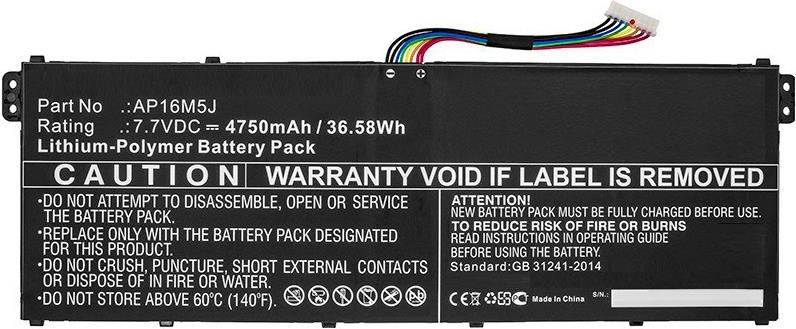 - +
Part No .:AP16M5J
Rating .:7.7VDC ⎓ 4750mAh / 36.58Wh
Lithium-Polymer Battery Pack
CAUTION WARRANTY VOID IF LABEL IS REMOVED
•DO NOT ATTEMPT TO DISASSEMBLE, OPEN OR SERVICE
THE BATTERY PACK.
•REPLACE ONLY WITH THE BATTERY PACK DESIGNATED
FOR THIS PRODUCT.
•DO NOT CRUSH, PUNCTURE, SHORT EXTERNAL CONTACTS
OR DISPOSE OF IN FIRE OR WATER.
•DO NOT STORE ABOVE 60°C (140°F).
ATTENTION!
NEW BATTERY PACK MUST BE FULLY CHARGED BEFORE USE.
TO REDUCE RISK OF FIRE OR BURNS
READ INSTRUCTIONS IN OPERATING GUIDE
BEFORE USING THE BATTERY.
Standard:GB 31241-2014
CE Made In China S/N.: